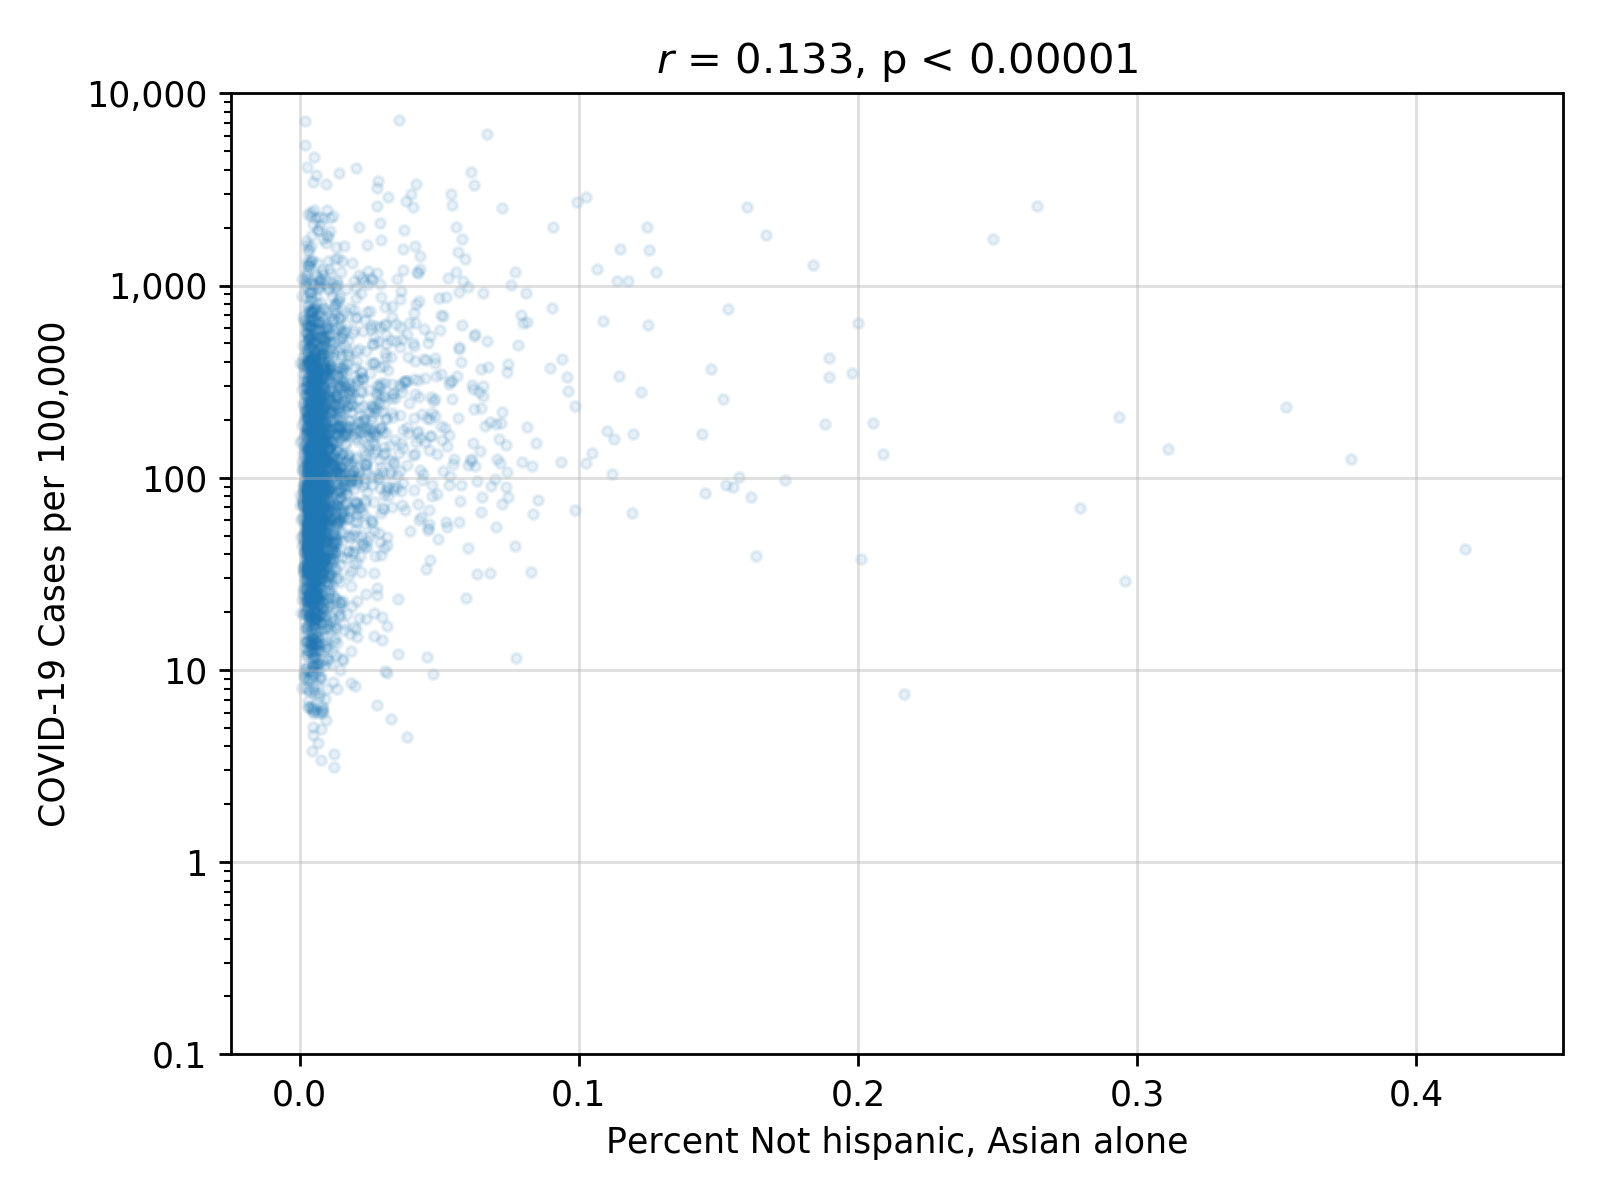 r = 0.133, p < 0.00001
10,000
1,000
100
10
1
0.1
COVID-19 Cases per 100,000
0.0 0.1 0.2 0.3 0.4
Percent Not hispanic, Asian alone